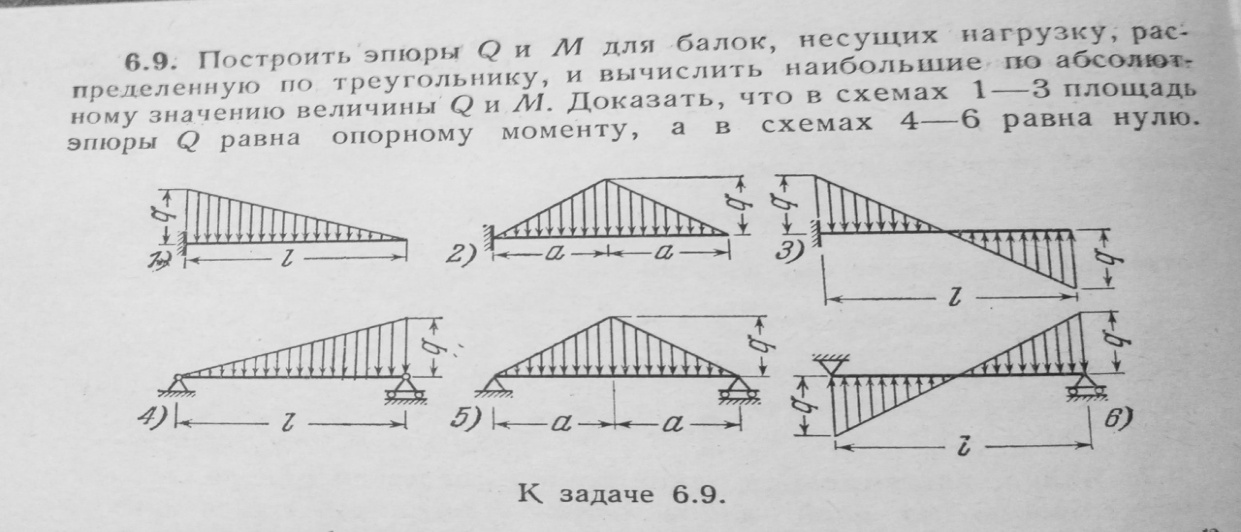 6.9. Построить эпюры Q и M для балок, несущих нагрузку, рас-
пределенную по треугольнику, и вычислить наибольшие по абсолют-
ному значению величины Q и M. Доказать, что в схемах 1—3 площадь
эпюры Q равна опорному моменту, а в схемах 4—6 равна нулю.
q
1)
l
2)
a
a
q
q
3)
q
l
4)
l
q
5)
a
a
q
q
l
q
6)
К задаче 6.9.